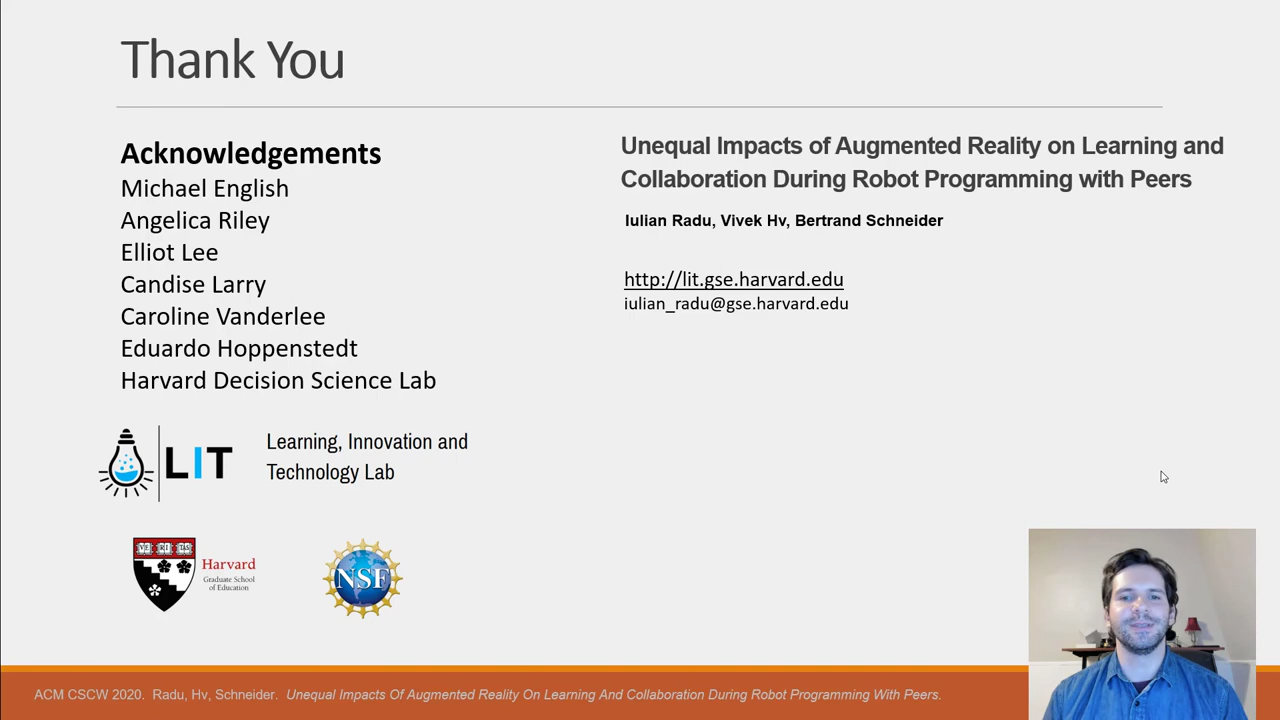 Thank You
Acknowledgements
Michael English
Angelica Riley
Elliot Lee
Candise Larry
Caroline Vanderlee
Eduardo Hoppenstedt
Harvard Decision Science Lab
LIT
Learning, Innovation and
Technology Lab
VE RI TAS
Harvard
Graduate School
of Education
NSF
Unequal Impacts of Augmented Reality on Learning and
Collaboration During Robot Programming with Peers
Iulian Radu, Vivek Hv, Bertrand Schneider
http://lit.gse.harvard.edu
iulian_radu@gse.harvard.edu
ACM CSCW 2020. Radu, Hv, Schneider. Unequal Impacts Of Augmented Reality On Learning And Collaboration During Robot Programming With Peers.